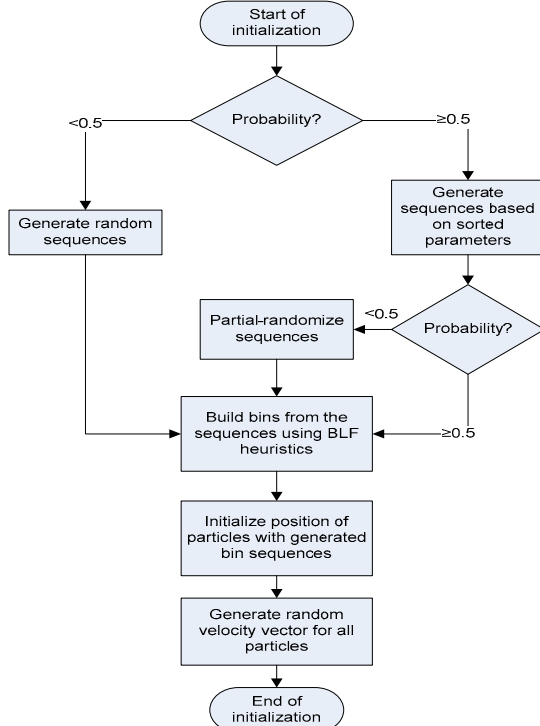 Start of
initialization
Probability?
<0.5
≥0.5
Generate random
sequences
Generate
sequences based
on sorted
parameters
Partial-randomize
sequences
<0.5
Probability?
Build bins from the
sequences using BLF
heuristics
≥0.5
Initialize position of
particles with generated
bin sequences
Generate random
velocity vector for all
particles
End of
initialization